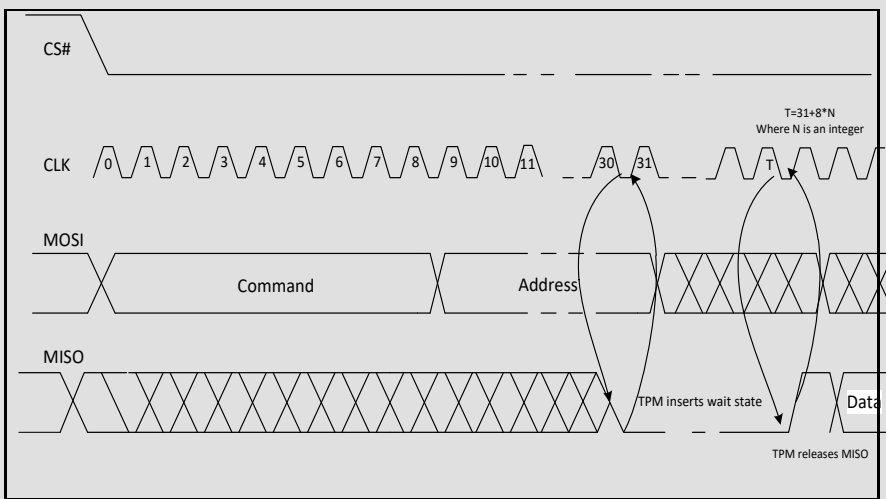 CS#
T=31+8*N
Where N is an integer
CLK
0 1 2 3 4 5 6 7 8 9 10 11 30 31 T
MOSI
Command
Address
MISO
TPM inserts wait state
Data
TPM releases MISO